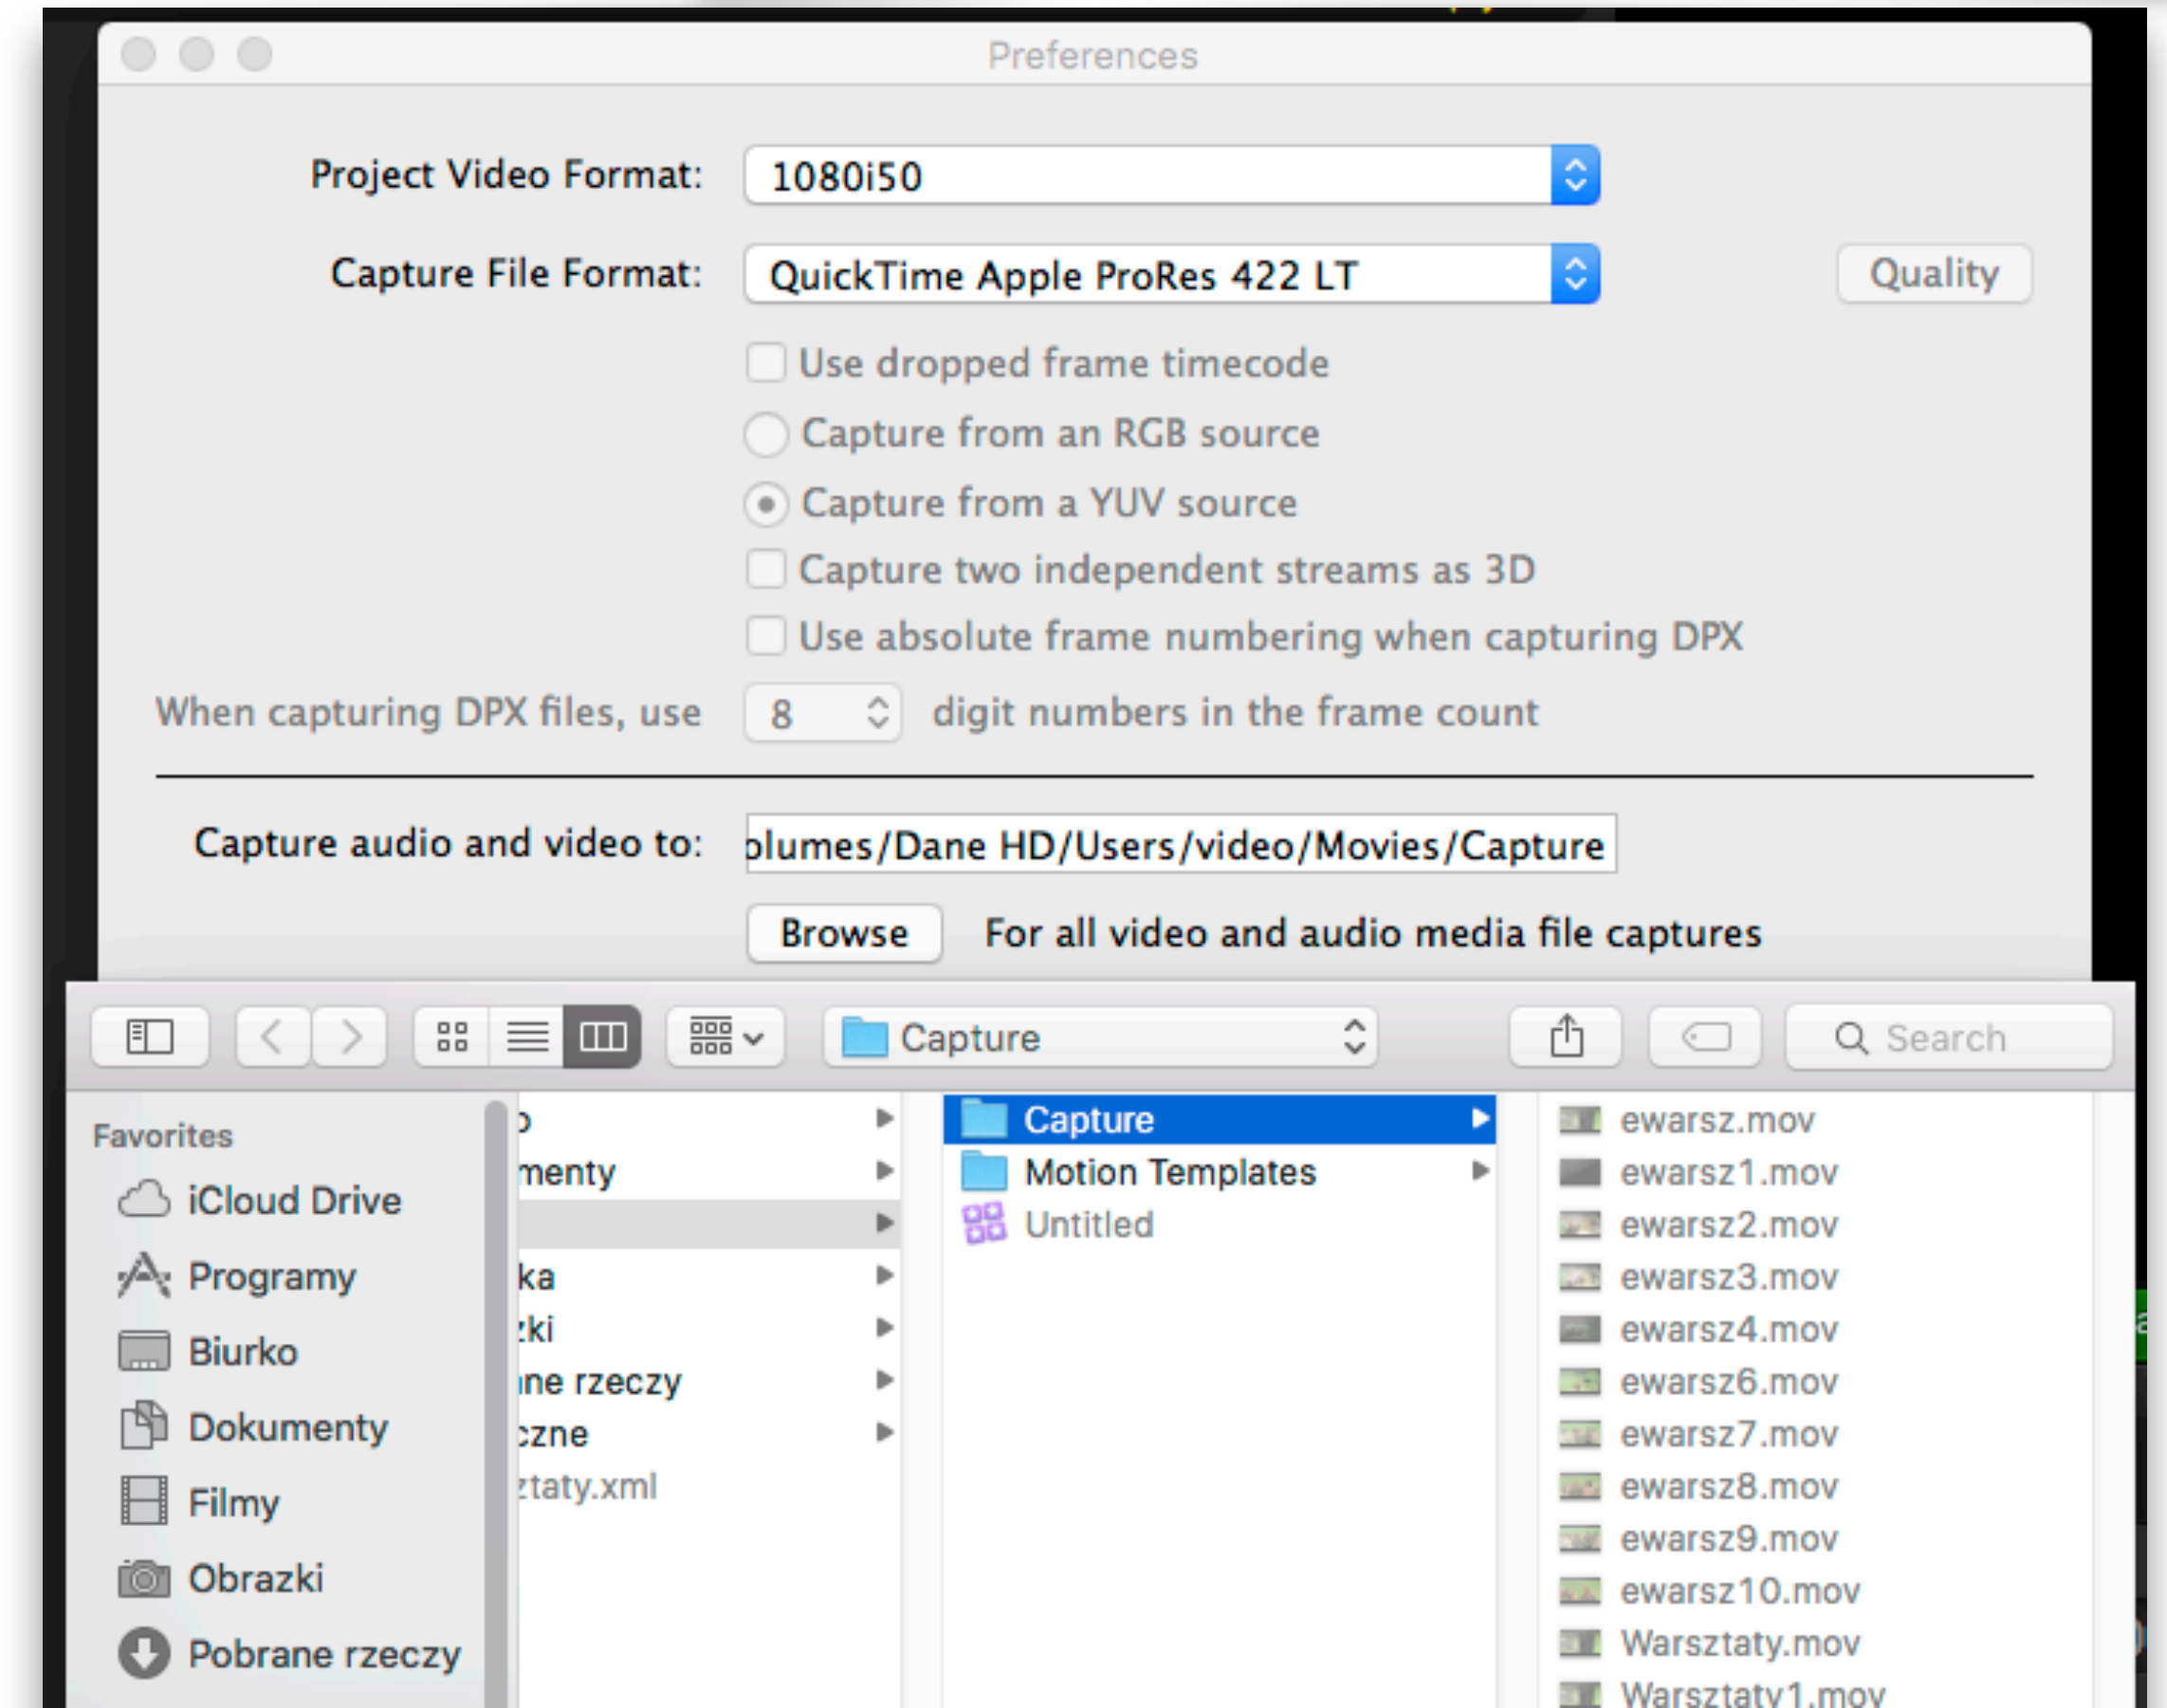 Preferences
Project Video Format: 1080i50
Capture File Format: QuickTime Apple ProRes 422 LT Quality
Use dropped frame timecode
Capture from an RGB source
Capture from a YUV source
Capture two independent streams as 3D
Use absolute frame numbering when capturing DPX
When capturing DPX files, use 8 digit numbers in the frame count
Capture audio and video to: olumes/Dane HD/Users/video/Movies/Capture
Browse For all video and audio media file captures
Capture Search
Favorites
iCloud Drive
Programy
Biurko
Dokumenty
Filmy
Obrazki
Pobrane rzeczy
menty
ka
zki
ne rzeczy
czne
ztaty.xml
Capture
Motion Templates
Untitled
ewarsz.mov
ewarsz1.mov
ewarsz2.mov
ewarsz3.mov
ewarsz4.mov
ewarsz6.mov
ewarsz7.mov
ewarsz8.mov
ewarsz9.mov
ewarsz10.mov
Warsztaty.mov
Warsztaty1.mov